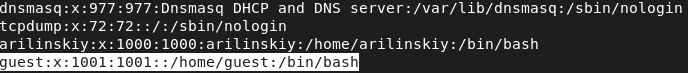 dnsmasq:x:977:977:Dnsmasq DHCP and DNS server:/var/lib/dnsmasq:/sbin/nologin
tcpdump:x:72:72::/:/sbin/nologin
arilinskiy:x:1000:1000:arilinskiy:/home/arilinskiy:/bin/bash
guest:x:1001:1001::/home/guest:/bin/bash